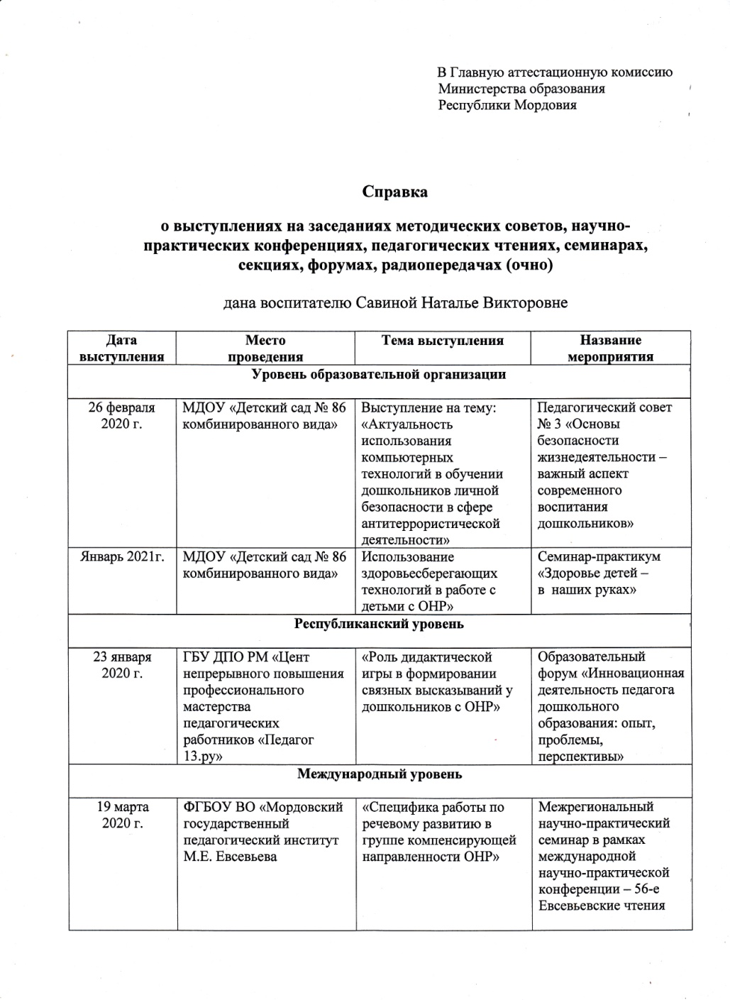 В Главную аттестационную комиссию
Министерства образования
Республики Мордовия
Справка
о выступлениях на заседаниях методических советов, научно-
практических конференциях, педагогических чтениях, семинарах,
секциях, форумах, радиопередачах (очно)
дана воспитателю Савиной Наталье Викторовне
Дата
выступления
Место
проведения
Тема выступления
Название
мероприятия
Уровень образовательной организации
26 февраля
2020 г.
МДОУ «Детский сад № 86
комбинированного вида»
Выступление на тему:
«Актуальность
использования
компьютерных
технологий в обучении
дошкольников личной
безопасности в сфере
антитеррористической
деятельности»
Педагогический совет
№ 3 «Основы
безопасности
жизнедеятельности –
важный аспект
современного
воспитания
дошкольников»
Январь 2021г.
МДОУ «Детский сад № 86
комбинированного вида»
Использование
здоровьесберегающих
технологий в работе с
детьми с ОНР»
Семинар-практикум
«Здоровье детей –
в наших руках»
Республиканский уровень
23 января
2020 г.
ГБУ ДПО РМ «Цент
непрерывного повышения
профессионального
мастерства
педагогических
работников «Педагог
13.ру»
«Роль дидактической
игры в формировании
связных высказываний у
дошкольников с ОНР»
Образовательный
форум «Инновационная
деятельность педагога
дошкольного
образования: опыт,
проблемы,
перспективы»
Международный уровень
19 марта
2020 г.
ФГБОУ ВО «Мордовский
государственный
педагогический институт
М.Е. Евсевьева
«Специфика работы по
речевому развитию в
группе компенсирующей
направленности ОНР»
Межрегиональный
научно-практический
семинар в рамках
международной
научно-практической
конференции – 56-е
Евсевьевские чтения